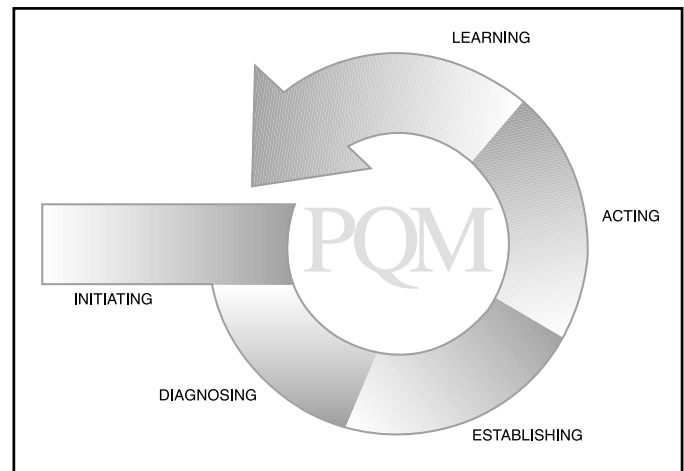 LEARNING
ACTING
PQM
INITIATING
DIAGNOSING
ESTABLISHING